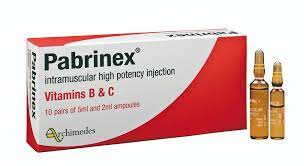 Pabrinex®
intramuscular high potency injection
Vitamins B & C
10 pairs of 5ml and 2ml ampoules
Archimedes